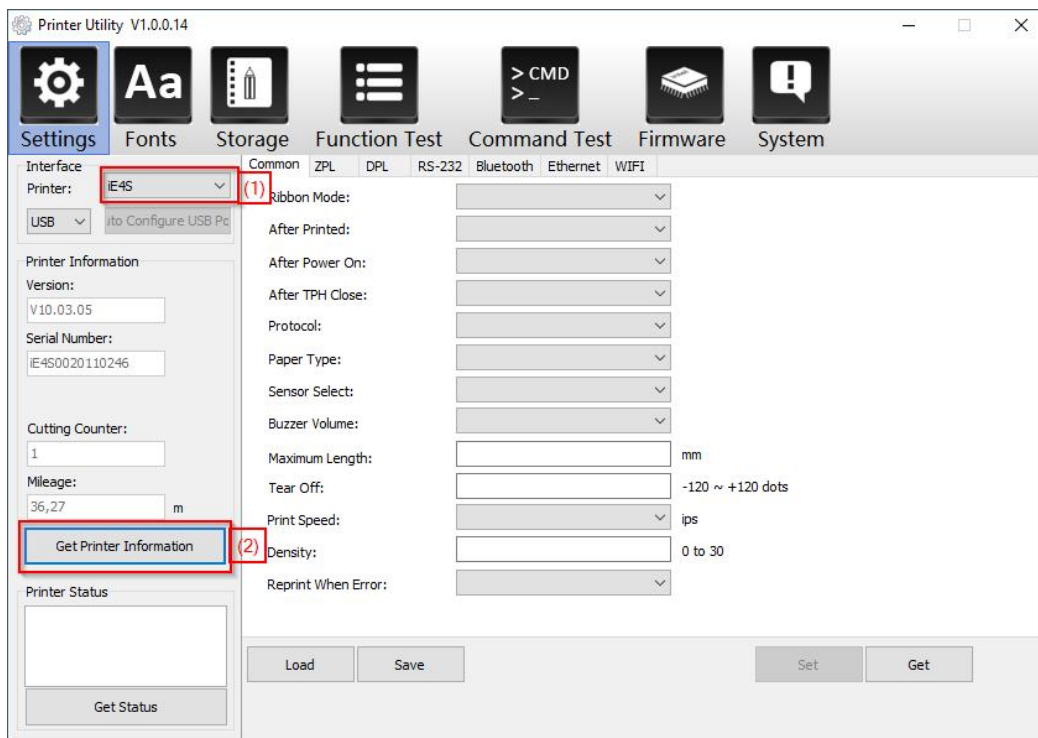 Printer Utility V1.0.0.14
> CMD
> _
Aa
Settings Fonts Storage Function Test Command Test Firmware System
Interface
Printer: iE4S (1)
USB uto Configure USB Po
Printer Information
Version:
V10.03.05
Serial Number:
iE4S0020110246
Cutting Counter:
1
Mileage:
36,27 m
Get Printer Information (2)
Printer Status
Get Status
Common ZPL DPL RS-232 Bluetooth Ethernet WIFI
Ribbon Mode:
After Printed:
After Power On:
After TPH Close:
Protocol:
Paper Type:
Sensor Select:
Buzzer Volume:
Maximum Length: mm
Tear Off: -120 ~ +120 dots
Print Speed: ips
Density: 0 to 30
Reprint When Error:
Load Save Set Get